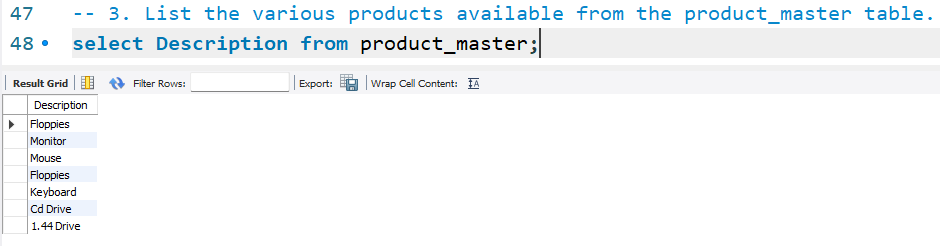 47 -- 3. List the various products available from the product_master table.
48 select Description from product_master;
Result Grid Filter Rows: Export: Wrap Cell Content:
Description
Floppies
Monitor
Mouse
Floppies
Keyboard
Cd Drive
1.44 Drive